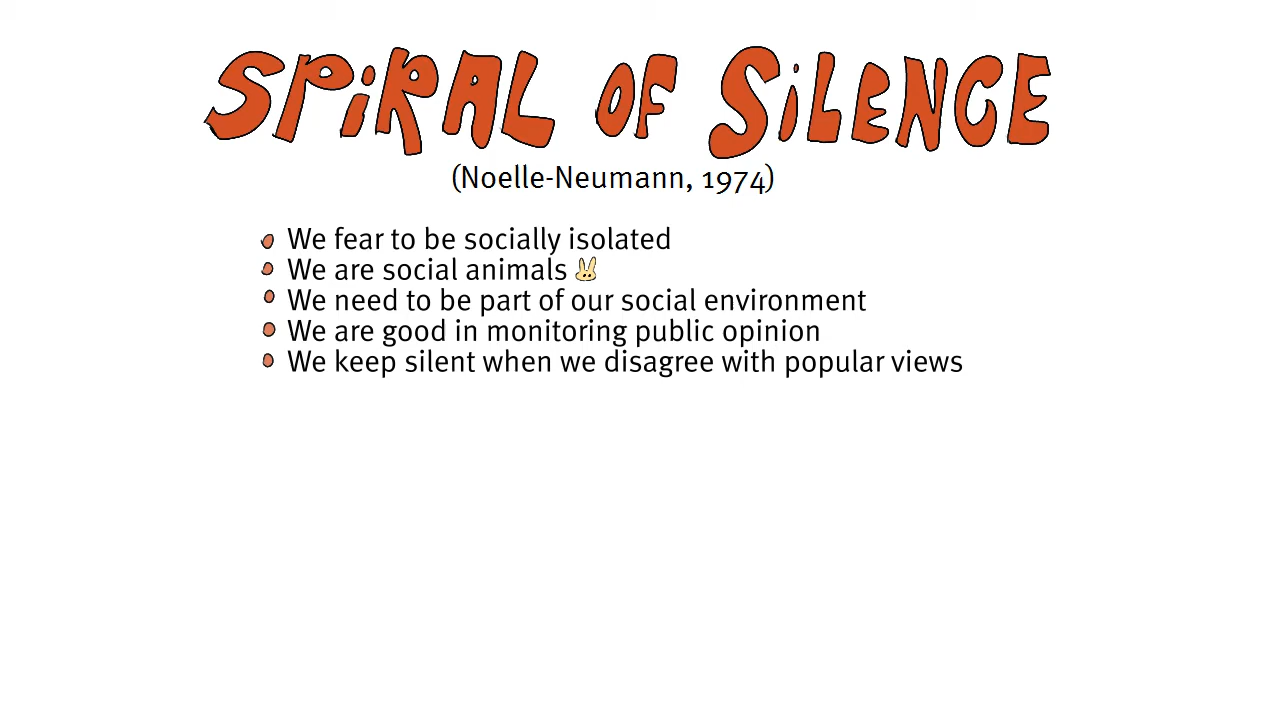 SPiRAL OF SiLENCE
(Noelle-Neumann, 1974)
We fear to be socially isolated
We are social animals
We need to be part of our social environment
We are good in monitoring public opinion
We keep silent when we disagree with popular views